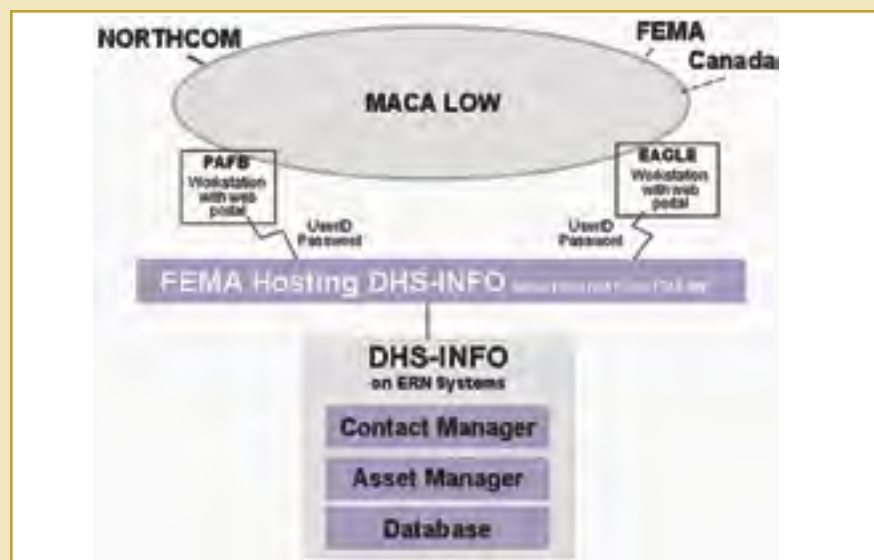 NORTHCOM
FEMA
Canada
MACA LOW
PAFB
Workstation
with web
portal
EAGLE
Workstation
with web
portal
UserID
Password
UserID
Password
FEMA Hosting DHS-INFO
DHS-INFO
on ERN Systems
Contact Manager
Asset Manager
Database